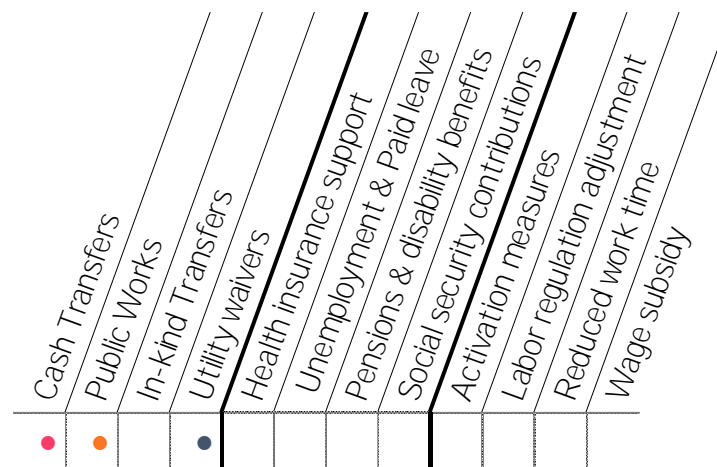 Cash Transfers
Public Works
In-Kind Transfers
Utility waivers
Health insurance support
Unemployment & Paid leave
Pensions & disability benefits
Social security contributions
Activation measures
Labor regulation adjustment
Reduced work time
Wage subsidy